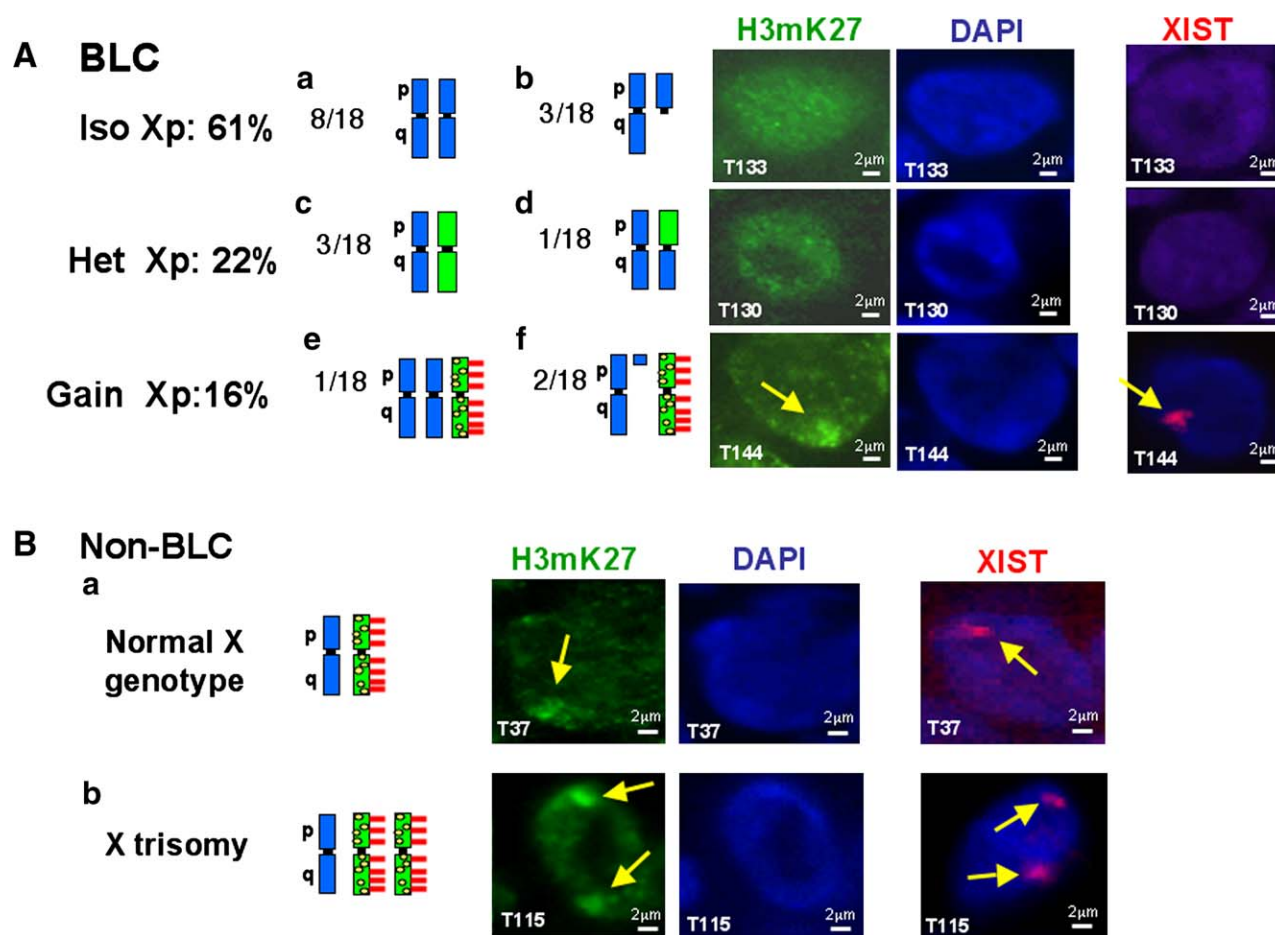 A BLC
H3mK27 DAPI XIST
Iso Xp: 61%
a
8/18
p
q
b
3/18
p
q
T133 2μm
T133 2μm
T133 2μm
Het Xp: 22%
c
3/18
p
q
d
1/18
p
q
T130 2μm
T130 2μm
T130 2μm
Gain Xp:16%
e
1/18
p
q
f
2/18
p
q
T144 2μm
T144 2μm
T144 2μm
B Non-BLC
H3mK27 DAPI XIST
a
Normal X
genotype
p
q
T37 2μm
T37 2μm
T37 2μm
b
X trisomy
p
q
T115 2μm
T115 2μm
T115 2μm